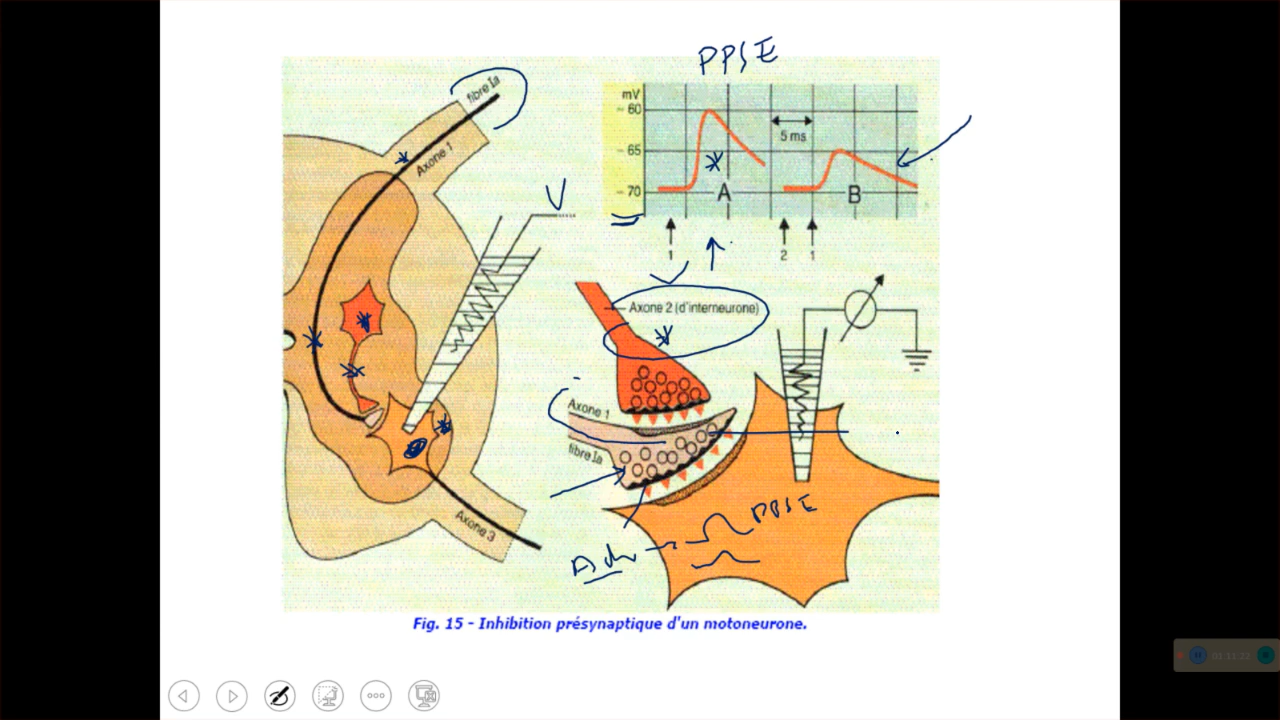 PPSE
fibre Ia
Axone 1
mV
- 60
- 65
- 70
5 ms
A
B
1
2
1
V
Axone 2 (d'interneurone)
Axone 1
fibre Ia
Axone 3
PPSE
Fig. 15 - Inhibition présynaptique d'un motoneurone.